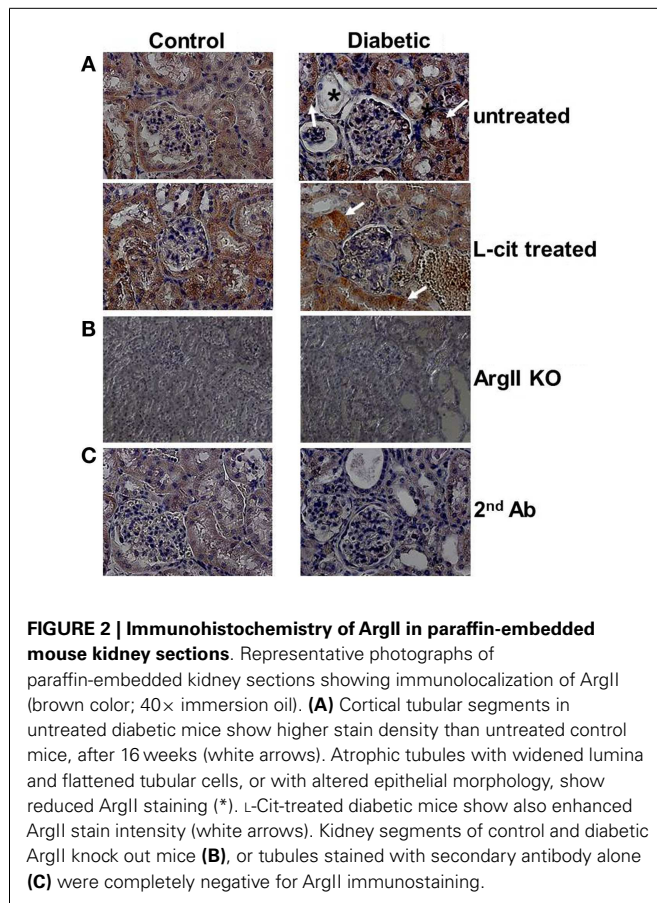 Control Diabetic
A
* *
untreated
L-cit treated
B
ArgII KO
C
2nd Ab
FIGURE 2 | Immunohistochemistry of ArgII in paraffin-embedded
mouse kidney sections. Representative photographs of
paraffin-embedded kidney sections showing immunolocalization of ArgII
(brown color; 40× immersion oil). (A) Cortical tubular segments in
untreated diabetic mice show higher stain density than untreated control
mice, after 16 weeks (white arrows). Atrophic tubules with widened lumina
and flattened tubular cells, or with altered epithelial morphology, show
reduced ArgII staining (*). L-Cit-treated diabetic mice show also enhanced
ArgII stain intensity (white arrows). Kidney segments of control and diabetic
ArgII knock out mice (B), or tubules stained with secondary antibody alone
(C) were completely negative for ArgII immunostaining.